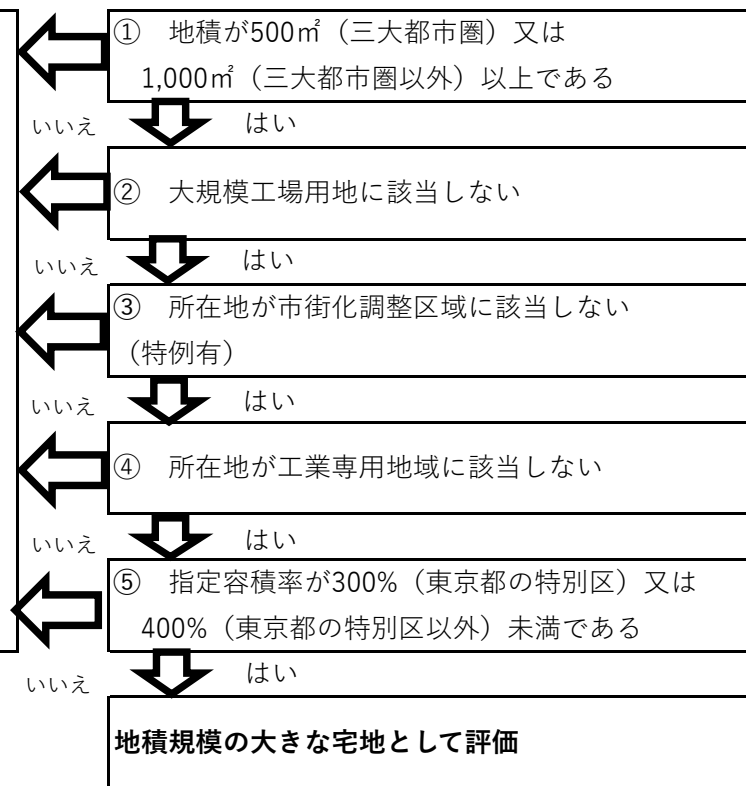 ① 地積が500㎡（三大都市圏）又は
1,000㎡（三大都市圏以外）以上である
いいえ
はい
② 大規模工場用地に該当しない
いいえ
はい
③ 所在地が市街化調整区域に該当しない
（特例有）
いいえ
はい
④ 所在地が工業専用地域に該当しない
いいえ
はい
⑤ 指定容積率が300%（東京都の特別区）又は
400%（東京都の特別区以外）未満である
いいえ
はい
地積規模の大きな宅地として評価